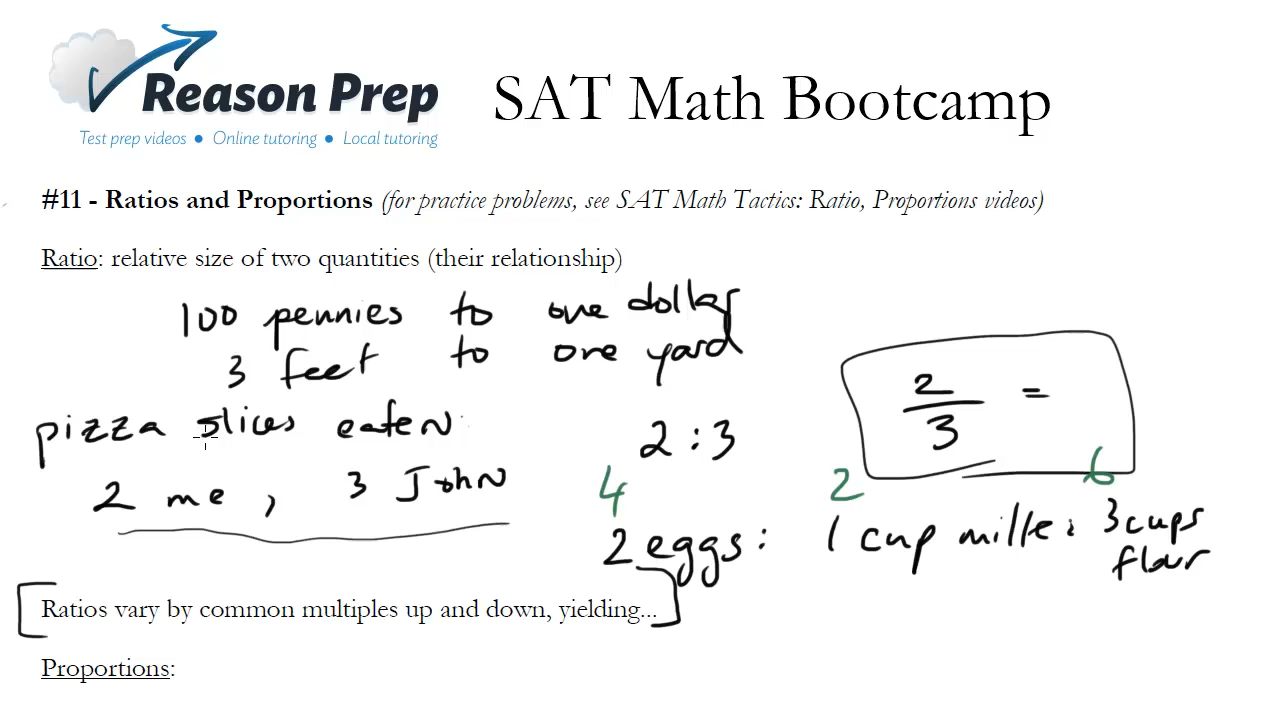 Reason Prep
Test prep videos ● Online tutoring ● Local tutoring
SAT Math Bootcamp
#11 - Ratios and Proportions (for practice problems, see SAT Math Tactics: Ratio, Proportions videos)
Ratio: relative size of two quantities (their relationship)
100 pennies to one dollar
3 feet to one yard
pizza slices eaten
2 me, 3 John
2 : 3
2/3 =
4 2 6
2 eggs: 1 cup milk: 3 cups
flour
Ratios vary by common multiples up and down, yielding...
Proportions: